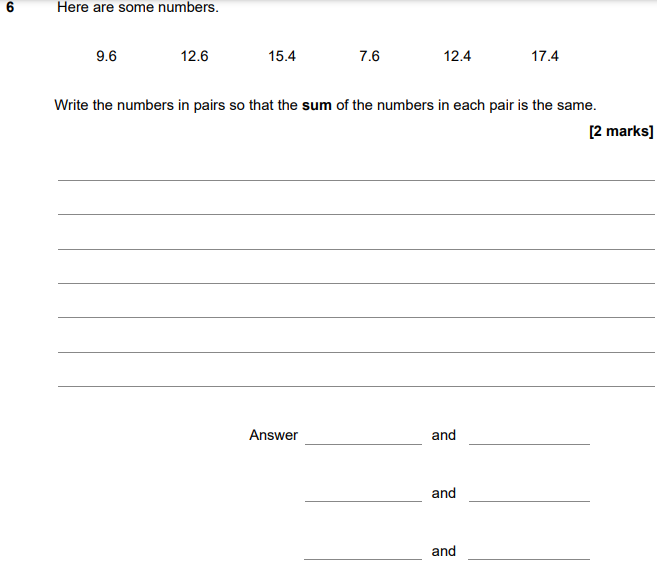 6 Here are some numbers.
9.6 12.6 15.4 7.6 12.4 17.4
Write the numbers in pairs so that the sum of the numbers in each pair is the same.
[2 marks]
Answer and
and
and